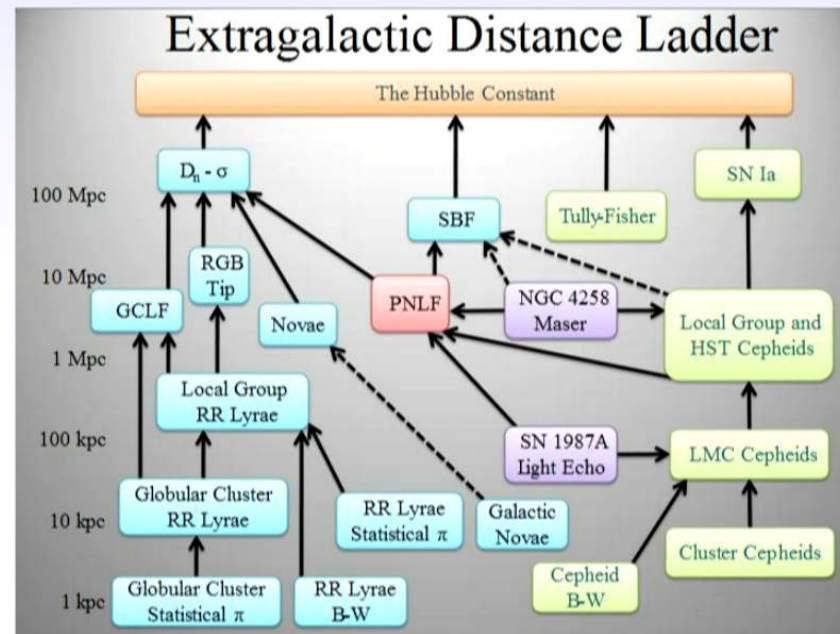 Extragalactic Distance Ladder
The Hubble Constant
Dₙ - σ
SN Ia
100 Mpc
SBF
Tully-Fisher
RGB
Tip
10 Mpc
GCLF
Novae
PNLF
NGC 4258
Maser
Local Group and
HST Cepheids
1 Mpc
Local Group
RR Lyrae
100 kpc
SN 1987A
Light Echo
LMC Cepheids
Globular Cluster
RR Lyrae
10 kpc
RR Lyrae
Statistical π
Galactic
Novae
Cluster Cepheids
Cepheid
B-W
1 kpc
Globular Cluster
Statistical π
RR Lyrae
B-W